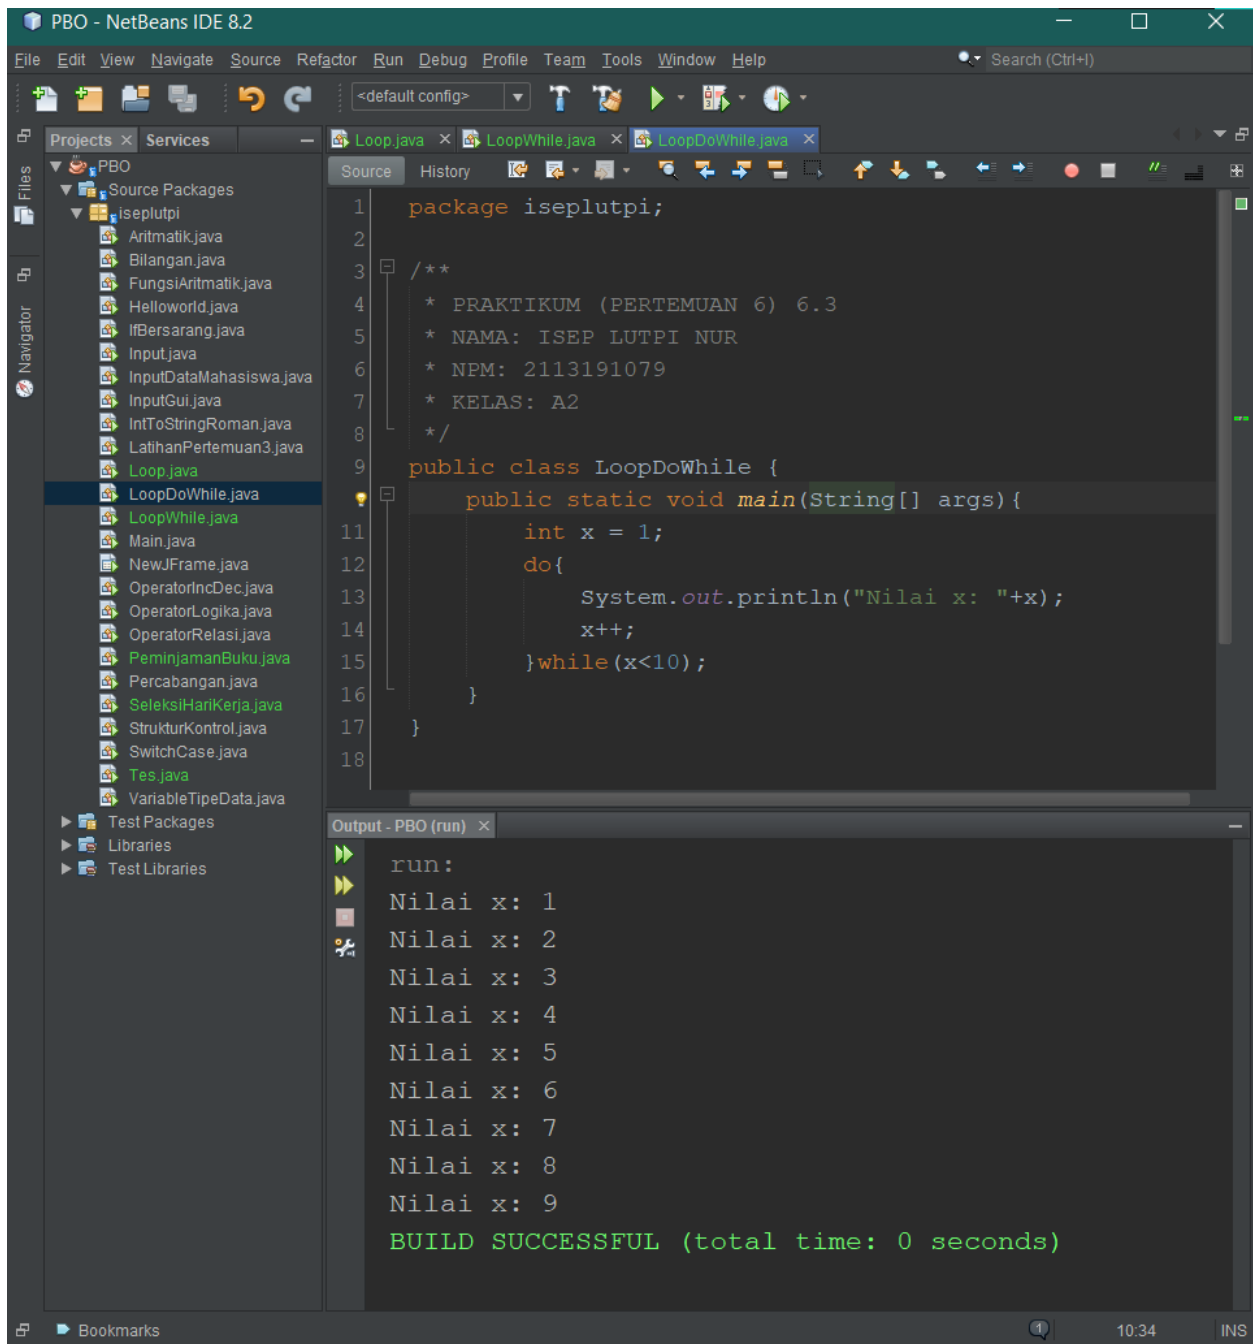 PBO - NetBeans IDE 8.2
File Edit View Navigate Source Refactor Run Debug Profile Team Tools Window Help Search (Ctrl+I)
<default config>
Projects Services
Files
Navigator
PBO
Source Packages
iseplutpi
Aritmatik.java
Bilangan.java
FungsiAritmatik.java
Helloworld.java
IfBersarang.java
Input.java
InputDataMahasiswa.java
InputGui.java
IntToStringRoman.java
LatihanPertemuan3.java
Loop.java
LoopDoWhile.java
LoopWhile.java
Main.java
NewJFrame.java
OperatorIncDec.java
OperatorLogika.java
OperatorRelasi.java
PeminjamanBuku.java
Percabangan.java
SeleksiHariKerja.java
StrukturKontrol.java
SwitchCase.java
Tes.java
VariableTipeData.java
Test Packages
Libraries
Test Libraries
Loop.java LoopWhile.java LoopDoWhile.java
Source History
1 package iseplutpi;
2
3 /**
4 * PRAKTIKUM (PERTEMUAN 6) 6.3
5 * NAMA: ISEP LUTPI NUR
6 * NPM: 2113191079
7 * KELAS: A2
8 */
9 public class LoopDoWhile {
public static void main(String[] args){
11 int x = 1;
12 do{
13 System.out.println("Nilai x: "+x);
14 x++;
15 }while(x<10);
16 }
17 }
18
Output - PBO (run)
run:
Nilai x: 1
Nilai x: 2
Nilai x: 3
Nilai x: 4
Nilai x: 5
Nilai x: 6
Nilai x: 7
Nilai x: 8
Nilai x: 9
BUILD SUCCESSFUL (total time: 0 seconds)
Bookmarks 1 10:34 INS